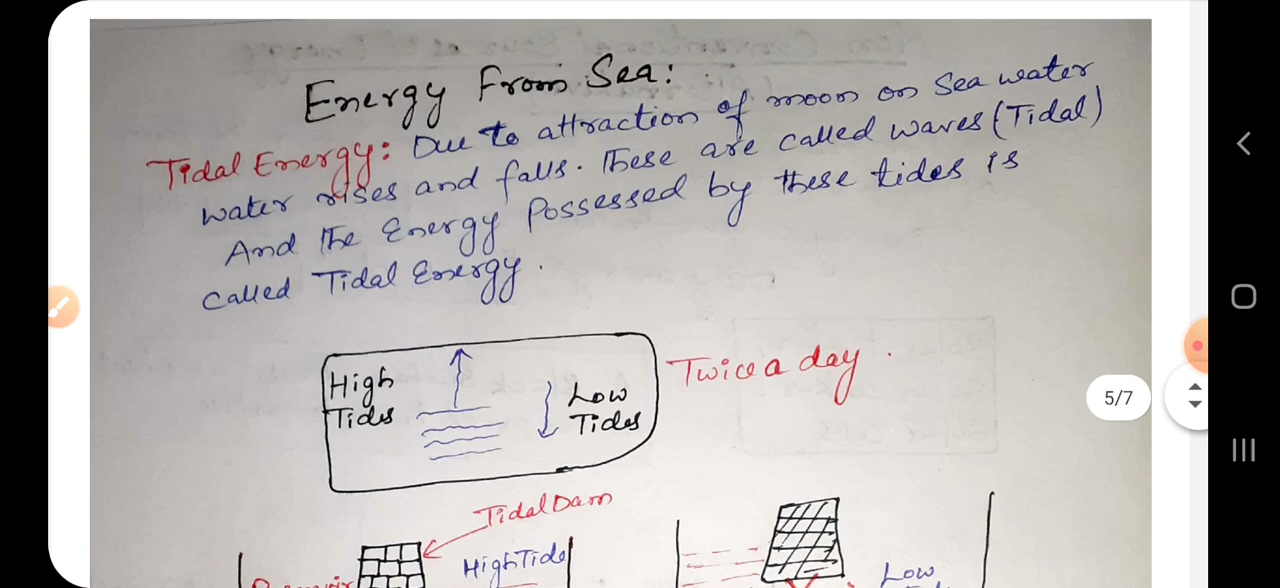 Energy From Sea:
Tidal Energy: Due to attraction of moon on Sea water
water rises and falls. These are called waves (Tidal)
And the Energy Possessed by these tides is
Called Tidal Energy.
High
Tides
Low
Tides
Twice a day.
5/7
Tidal Dam
High Tide
Reservoir
Low